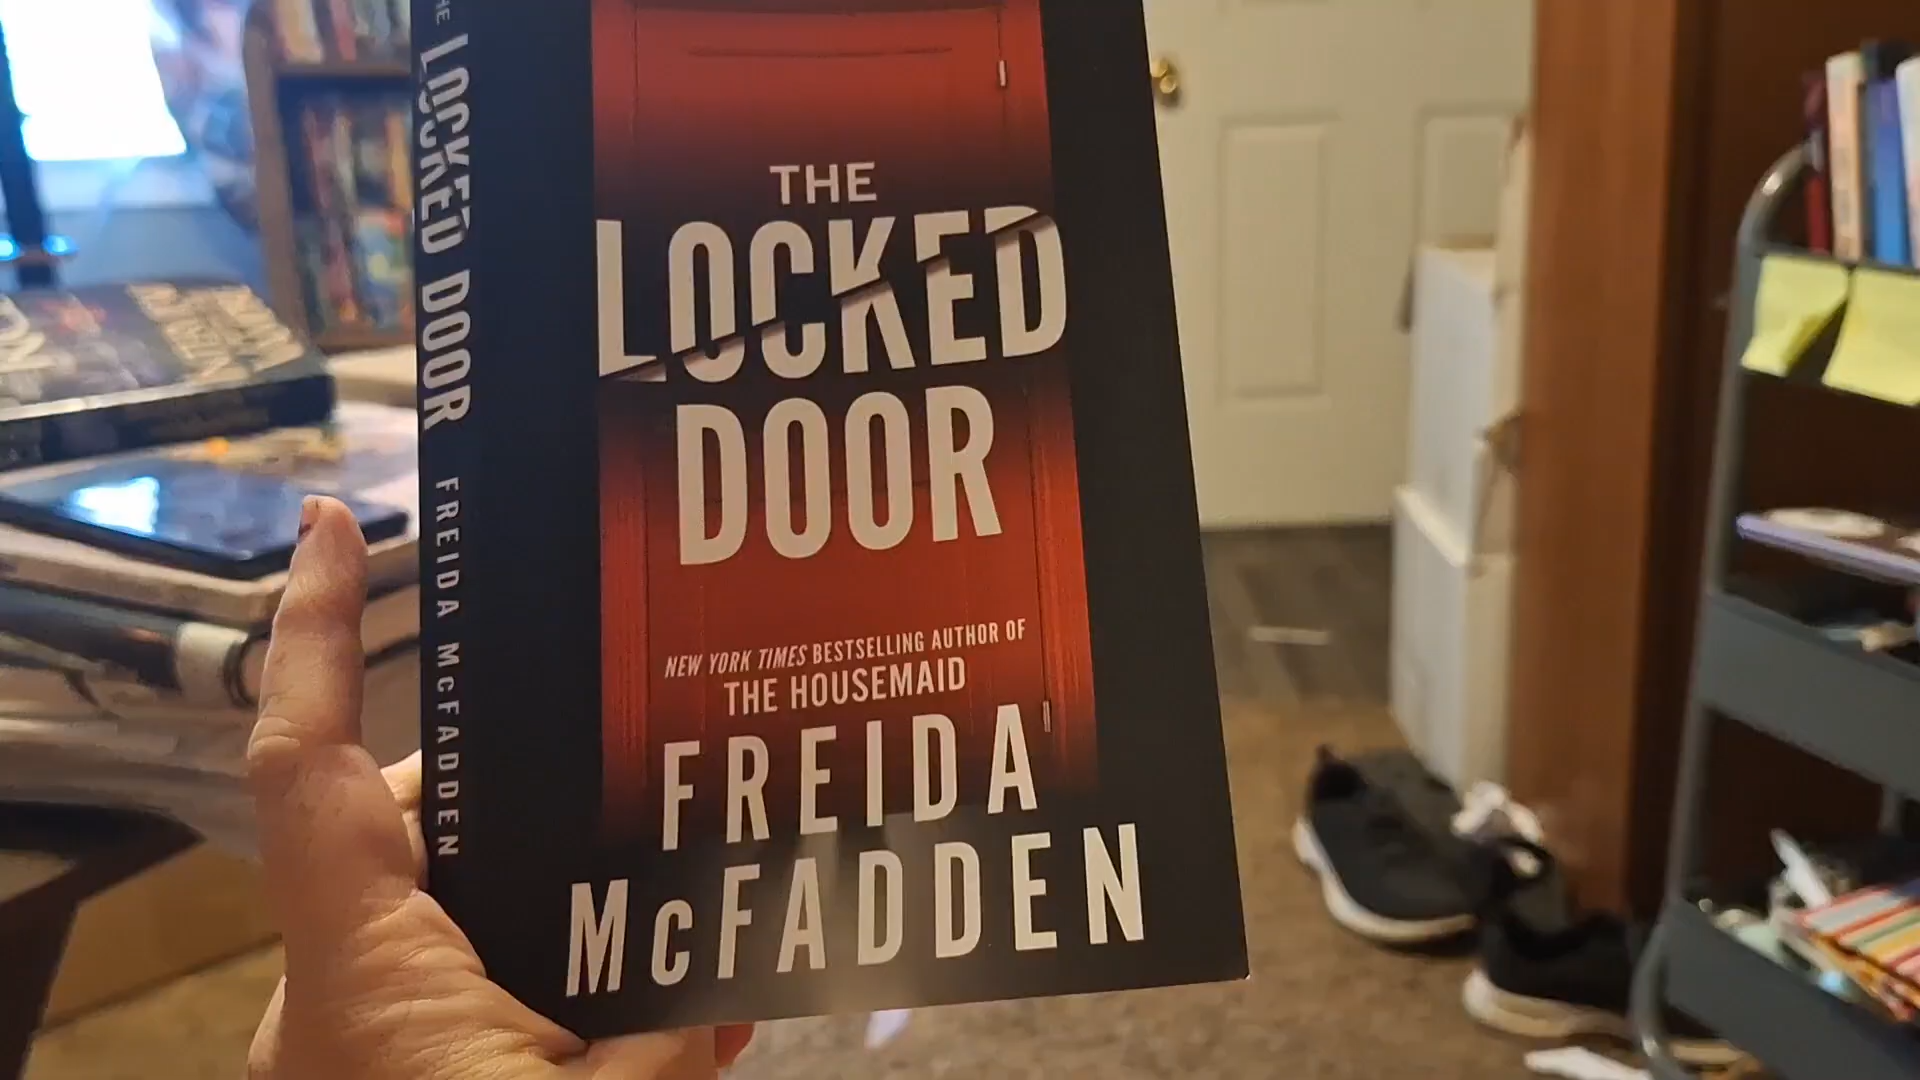 THE LOCKED DOOR FREIDA McFADDEN
THE
LOCKED
DOOR
NEW YORK TIMES BESTSELLING AUTHOR OF
THE HOUSEMAID
FREIDA
McFADDEN